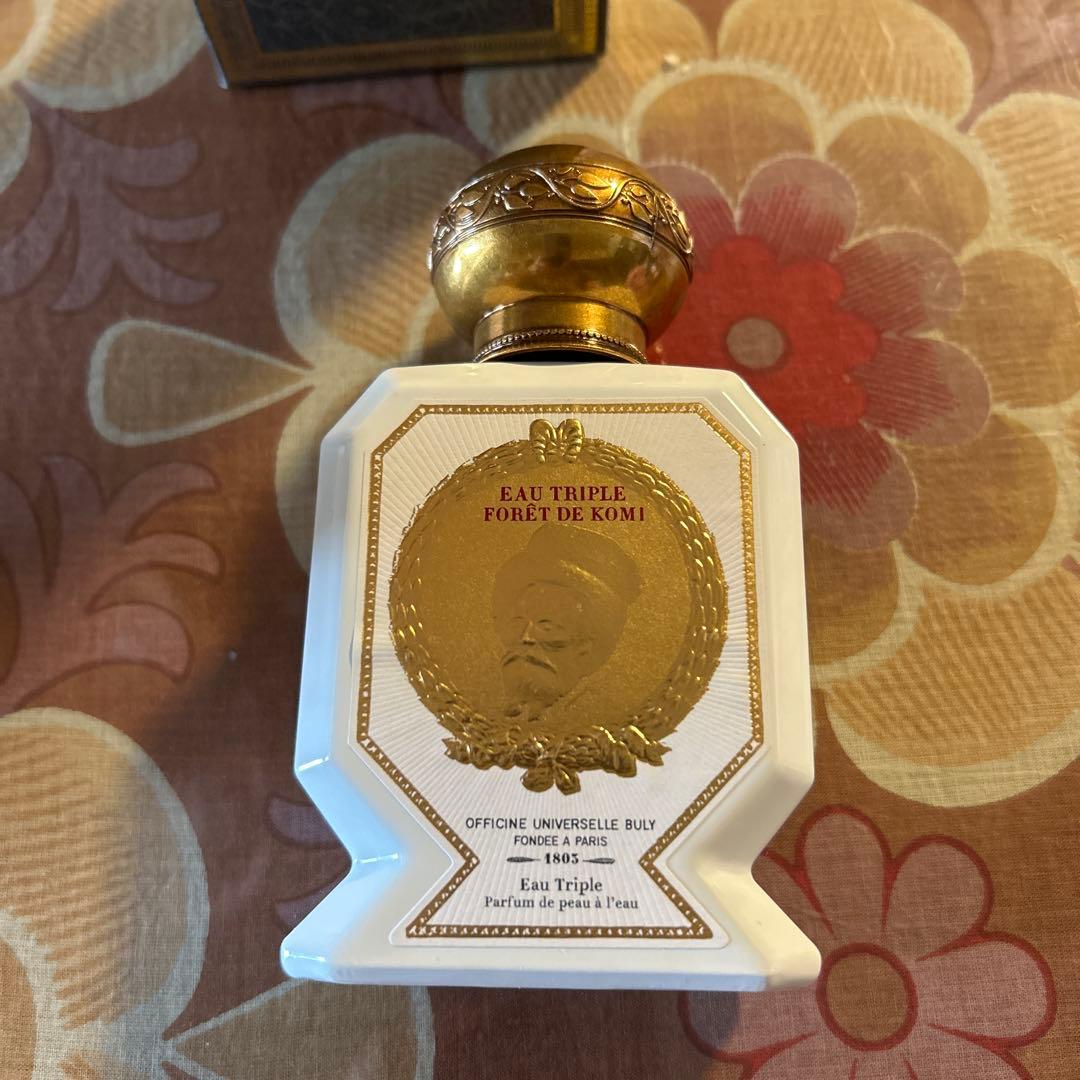 EAU TRIPLE
FORÊT DE KOMI
OFFICINE UNIVERSELLE BULY
FONDEE A PARIS
1803
Eau Triple
Parfum de peau à l'eau